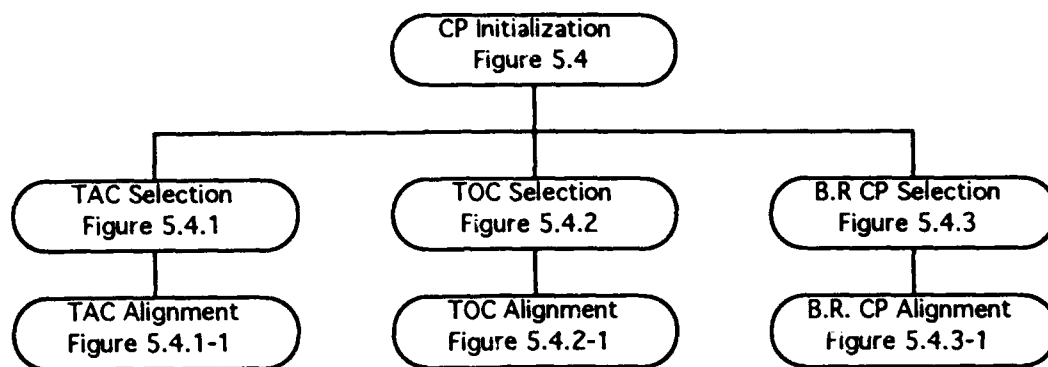 CP Initialization
Figure 5.4
TAC Selection
Figure 5.4.1
TOC Selection
Figure 5.4.2
B.R CP Selection
Figure 5.4.3
TAC Alignment
Figure 5.4.1-1
TOC Alignment
Figure 5.4.2-1
B.R. CP Alignment
Figure 5.4.3-1